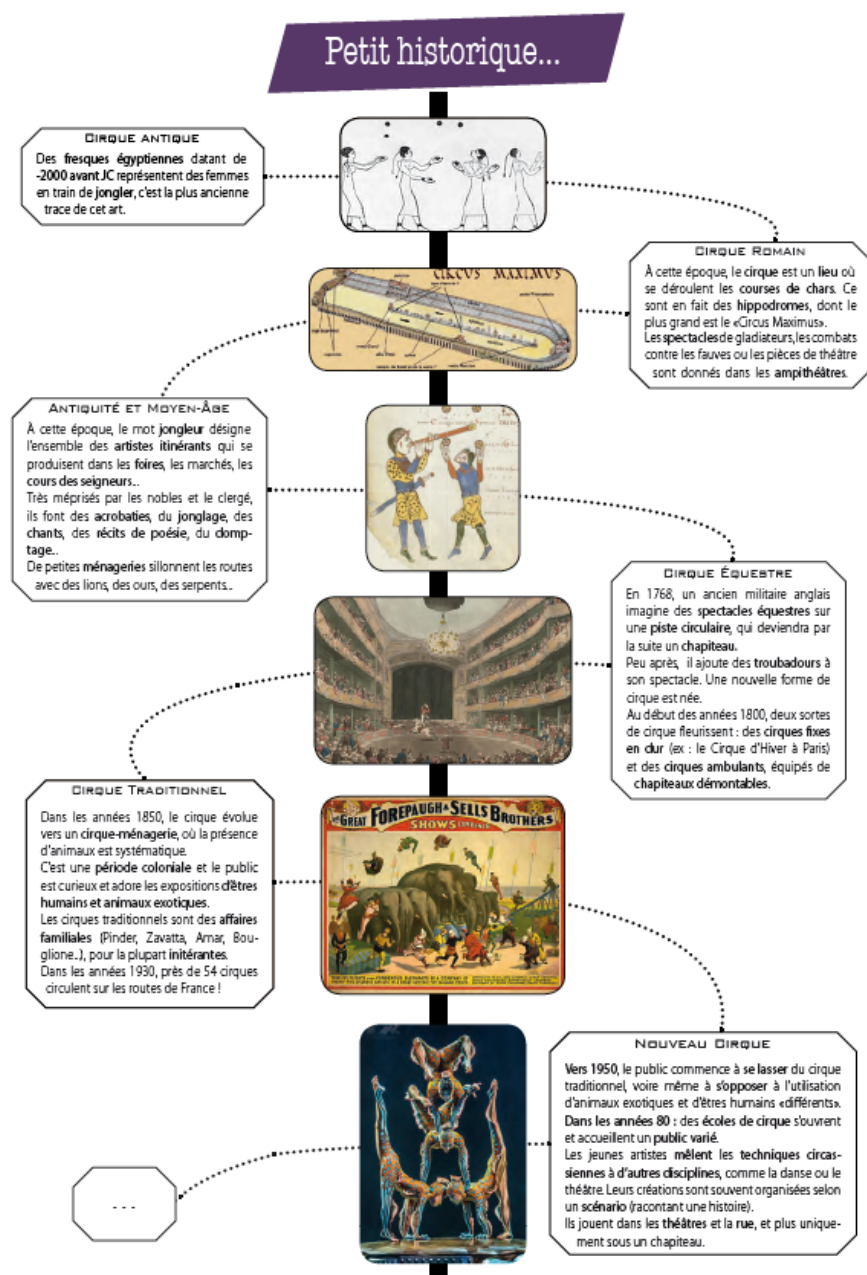 Petit historique...
CIRQUE ANTIQUE
Des fresques égyptiennes datant de
-2000 avant JC représentent des femmes
en train de jongler, c'est la plus ancienne
trace de cet art.
CIRQUE ROMAIN
À cette époque, le cirque est un lieu où
se déroulent les courses de chars. Ce
sont en fait des hippodromes, dont le
plus grand est le «Circus Maximus».
Les spectacles de gladiateurs, les combats
contre les fauves ou les pièces de théâtre
sont donnés dans les ampithéâtres.
CIRCVS MAXIMVS
ANTIQUITÉ ET MOYEN-ÂGE
À cette époque, le mot jongleur désigne
l'ensemble des artistes itinérants qui se
produisent dans les foires, les marchés, les
cours des seigneurs...
Très méprisés par les nobles et le clergé,
ils font des acrobaties, du jonglage, des
chants, des récits de poésie, du domp-
tage...
De petites ménageries sillonnent les routes
avec des lions, des ours, des serpents...
CIRQUE ÉQUESTRE
En 1768, un ancien militaire anglais
imagine des spectacles équestres sur
une piste circulaire, qui deviendra par
la suite un chapiteau.
Peu après, il ajoute des troubadours à
son spectacle. Une nouvelle forme de
cirque est née.
Au début des années 1800, deux sortes
de cirque fleurissent : des cirques fixes
en dur (ex : le Cirque d'Hiver à Paris)
et des cirques ambulants, équipés de
chapiteaux démontables.
CIRQUE TRADITIONNEL
Dans les années 1850, le cirque évolue
vers un cirque-ménagerie, où la présence
d'animaux est systématique.
C'est une période coloniale et le public
est curieux et adore les expositions d'êtres
humains et animaux exotiques.
Les cirques traditionnels sont des affaires
familiales (Pinder, Zavatta, Amar, Bou-
glione...), pour la plupart initérantes.
Dans les années 1930, près de 54 cirques
circulent sur les routes de France !
GREAT FOREPAUGH & SELLS BROTHERS
SHOWS COMBINED
NOUVEAU CIRQUE
Vers 1950, le public commence à se lasser du cirque
traditionnel, voire même à s'opposer à l'utilisation
d'animaux exotiques et d'êtres humains «différents».
Dans les années 80 : des écoles de cirque s'ouvrent
et accueillent un public varié.
Les jeunes artistes mêlent les techniques circas-
siennes à d'autres disciplines, comme la danse ou le
théâtre. Leurs créations sont souvent organisées selon
un scénario (racontant une histoire).
Ils jouent dans les théâtres et la rue, et plus unique-
ment sous un chapiteau.
- - -